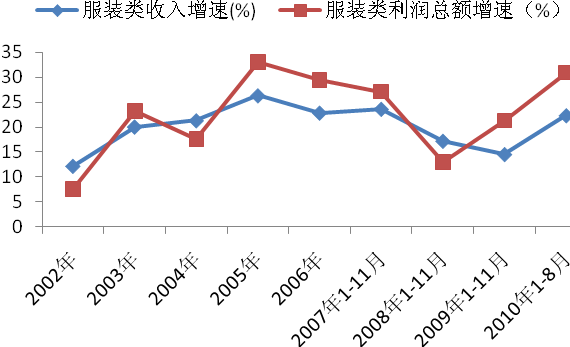 服装类收入增速(%) 服装类利润总额增速（%）
35
30
25
20
15
10
5
0
2002年
2003年
2004年
2005年
2006年
2007年1-11月
2008年1-11月
2009年1-11月
2010年1-8月